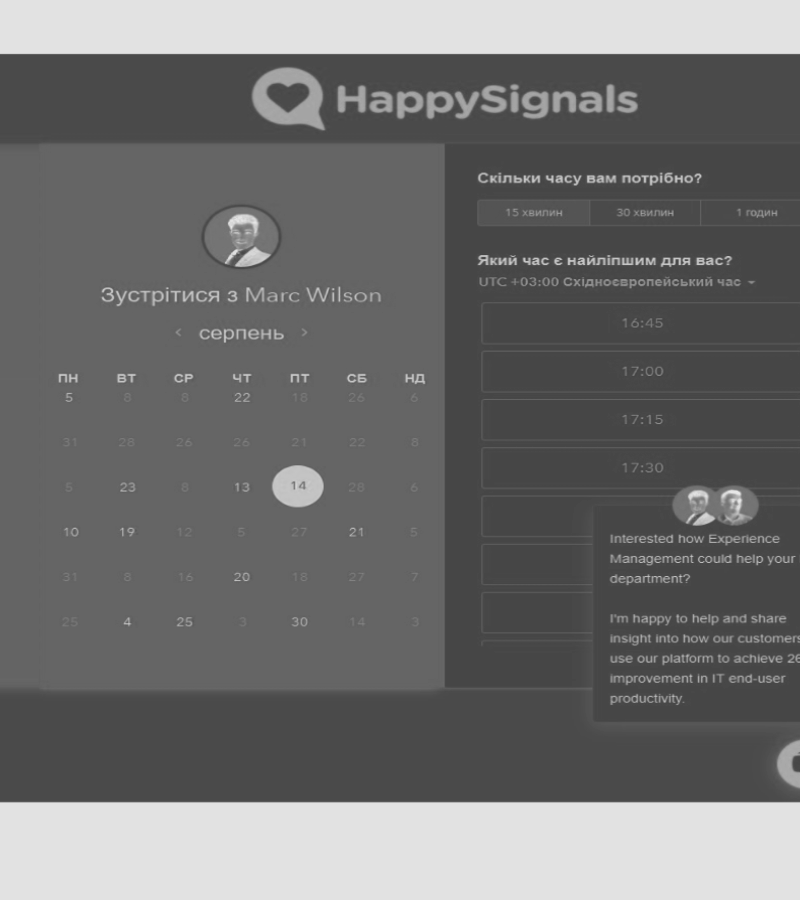 HappySignals
Зустрітися з Marc Wilson
серпень
ПН ВТ СР ЧТ ПТ СБ НД
5 8 8 22 18 26 6
31 28 26 26 21 22 8
5 23 8 13 14 28 6
10 19 12 5 27 21 5
31 8 16 20 18 27 7
25 4 25 3 30 14 3
Скільки часу вам потрібно?
15 хвилин 30 хвилин 1 годин
Який час є найліпшим для вас?
UTC +03:00 Східноєвропейський час
16:45
17:00
17:15
17:30
Interested how Experience
Management could help your
department?
I'm happy to help and share
insight into how our customers
use our platform to achieve 26
improvement in IT end-user
productivity.